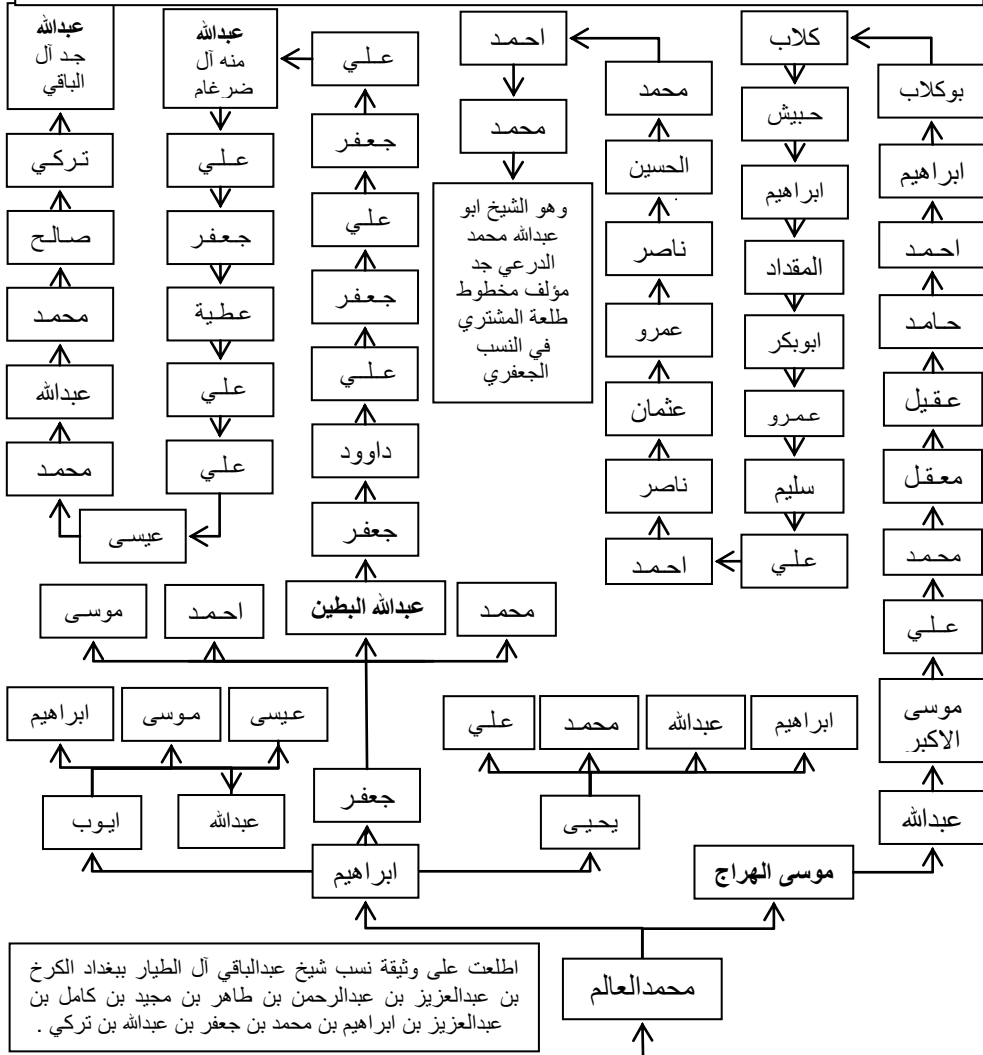 عبدالله
جد آل
الباقي
تركي
صالح
محمد
عبدالله
محمد
عيسى
عبدالله
منه آل
ضرغام
علي
جعفر
عطية
علي
علي
علي
جعفر
علي
جعفر
علي
داوود
جعفر
عبدالله البطين
احمد
محمد
وهو الشيخ ابو
عبدالله محمد
الدرعي جد
مؤلف مخطوط
طلعة المشتري
في النسب
الجعفري
محمد
الحسين
ناصر
عمرو
عثمان
ناصر
احمد
كلاب
حبيش
ابراهيم
المقداد
ابوبكر
عمرو
سليم
علي
بوكلاب
ابراهيم
احمد
حامد
عقيل
معقل
محمد
علي
موسى
الاكبر
عبدالله
محمد
احمد
موسى
ابراهيم
عبدالله
محمد
علي
عيسى
موسى
ابراهيم
يحيى
جعفر
عبدالله
ايوب
موسى الهراج
ابراهيم
محمدالعالم
اطلعت على وثيقة نسب شيخ عبدالباقي آل الطيار ببغداد الكرخ
بن عبدالعزيز بن عبدالرحمن بن طاهر بن مجيد بن كامل بن
عبدالعزيز بن ابراهيم بن محمد بن جعفر بن عبدالله بن تركي .